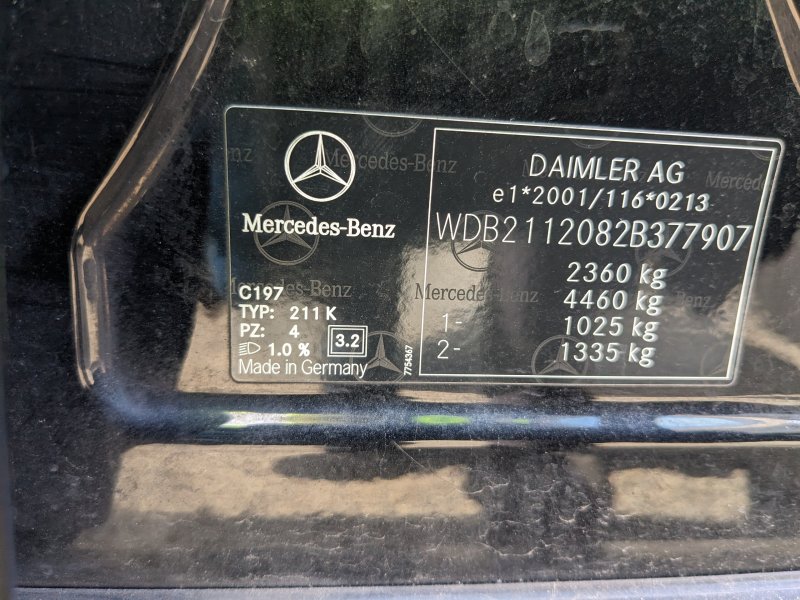 Mercedes-Benz
C197
TYP: 211 K
PZ: 4
1.0 %
3.2
Made in Germany
7754367
DAIMLER AG
e1*2001/116*0213
WDB2112082B377907
2360 kg
4460 kg
1- 1025 kg
2- 1335 kg